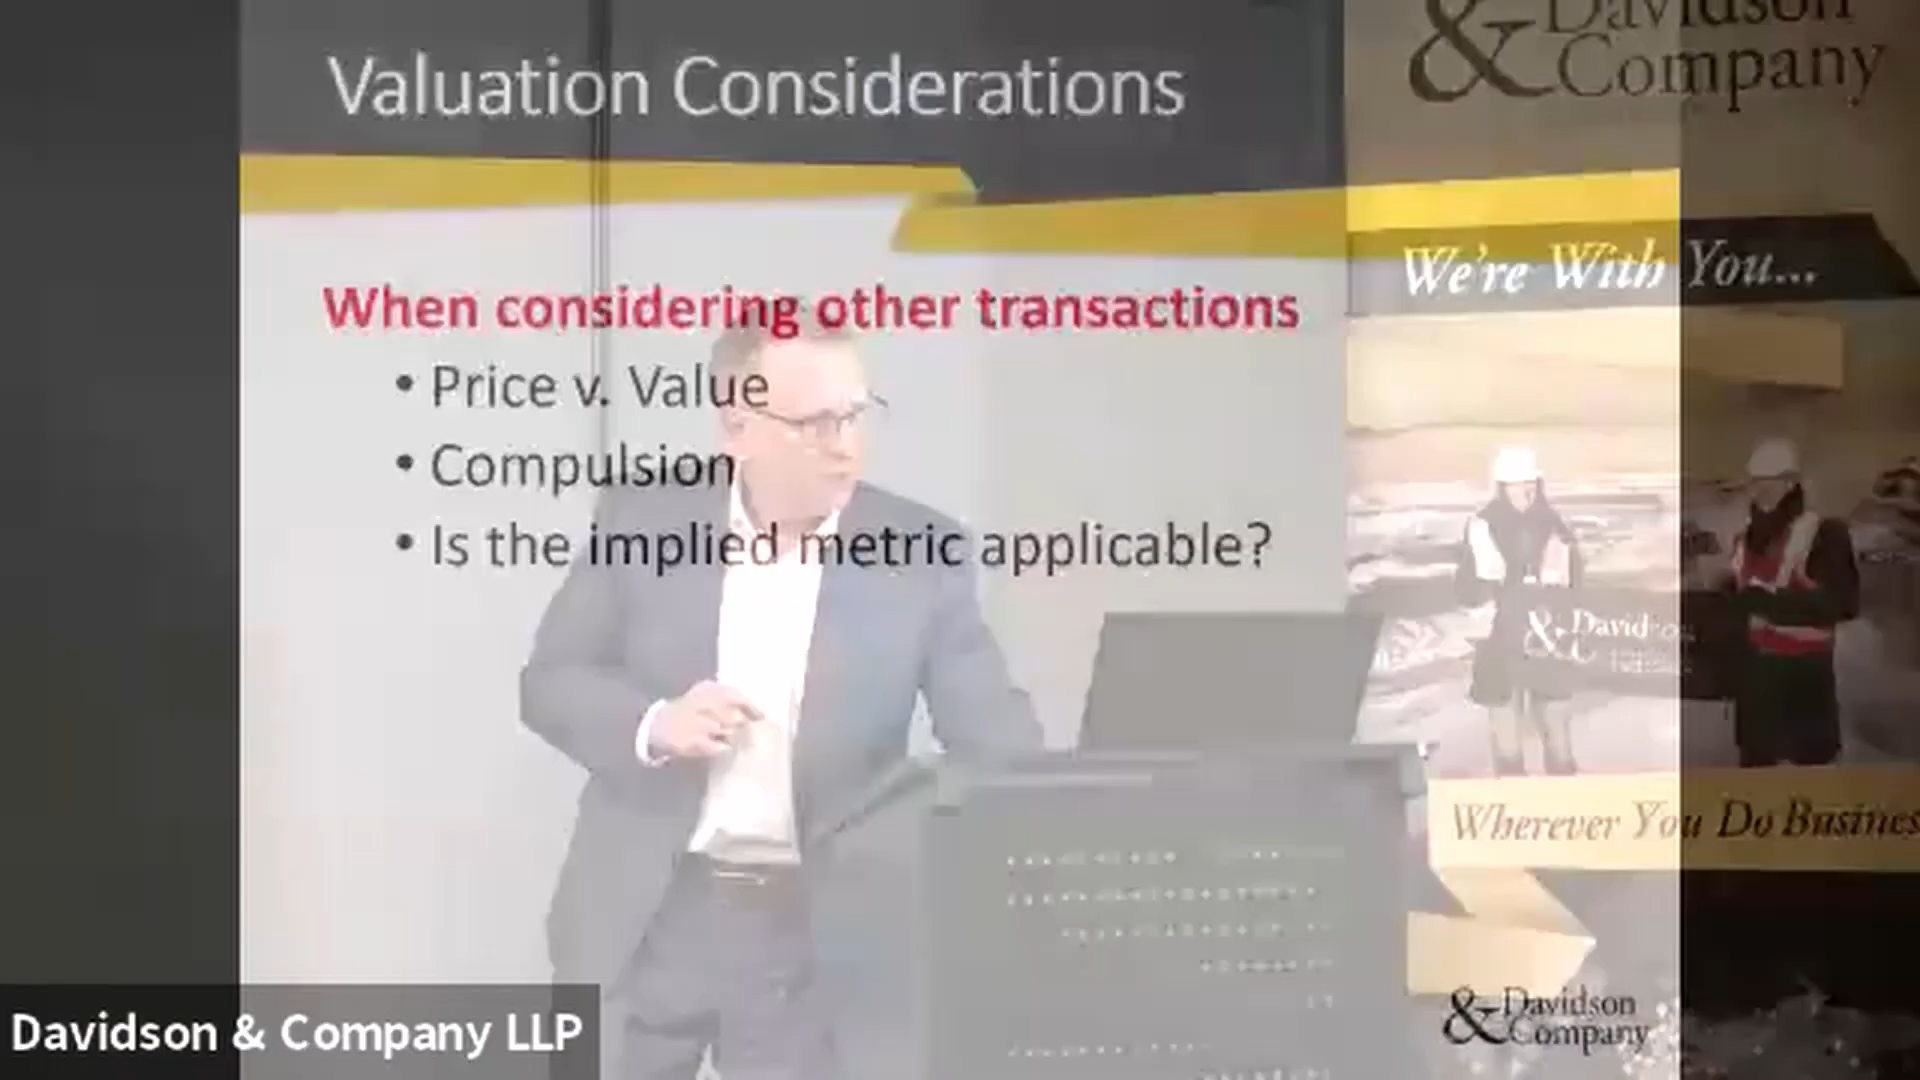 Valuation Considerations
Davidson
& Company
We're With You...
When considering other transactions
• Price v. Value
• Compulsion
• Is the implied metric applicable?
& David
Wherever You Do Busines
Davidson
& Company
Davidson & Company LLP